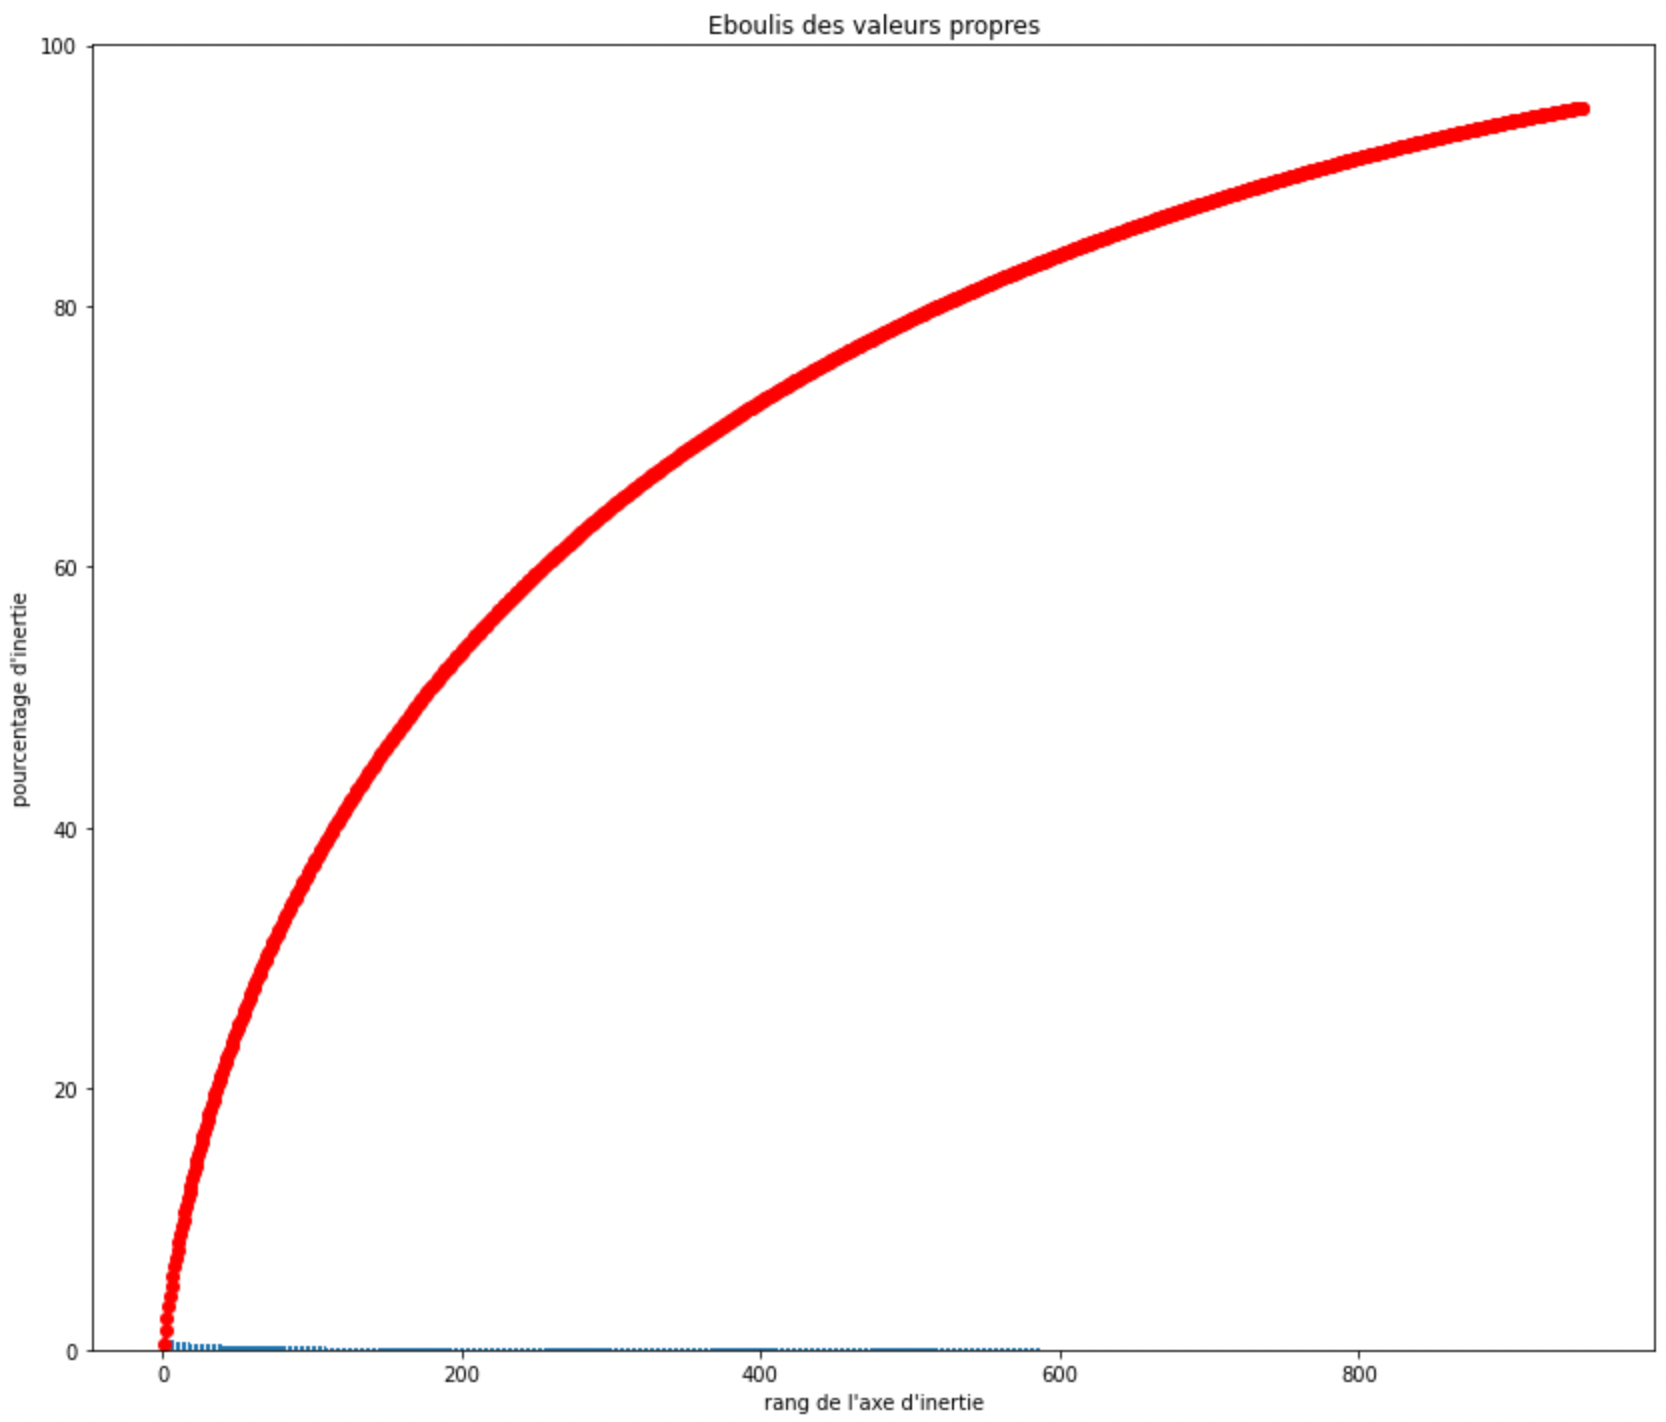 Eboulis des valeurs propres
100
80
60
40
20
0
pourcentage d'inertie
0 200 400 600 800
rang de l'axe d'inertie